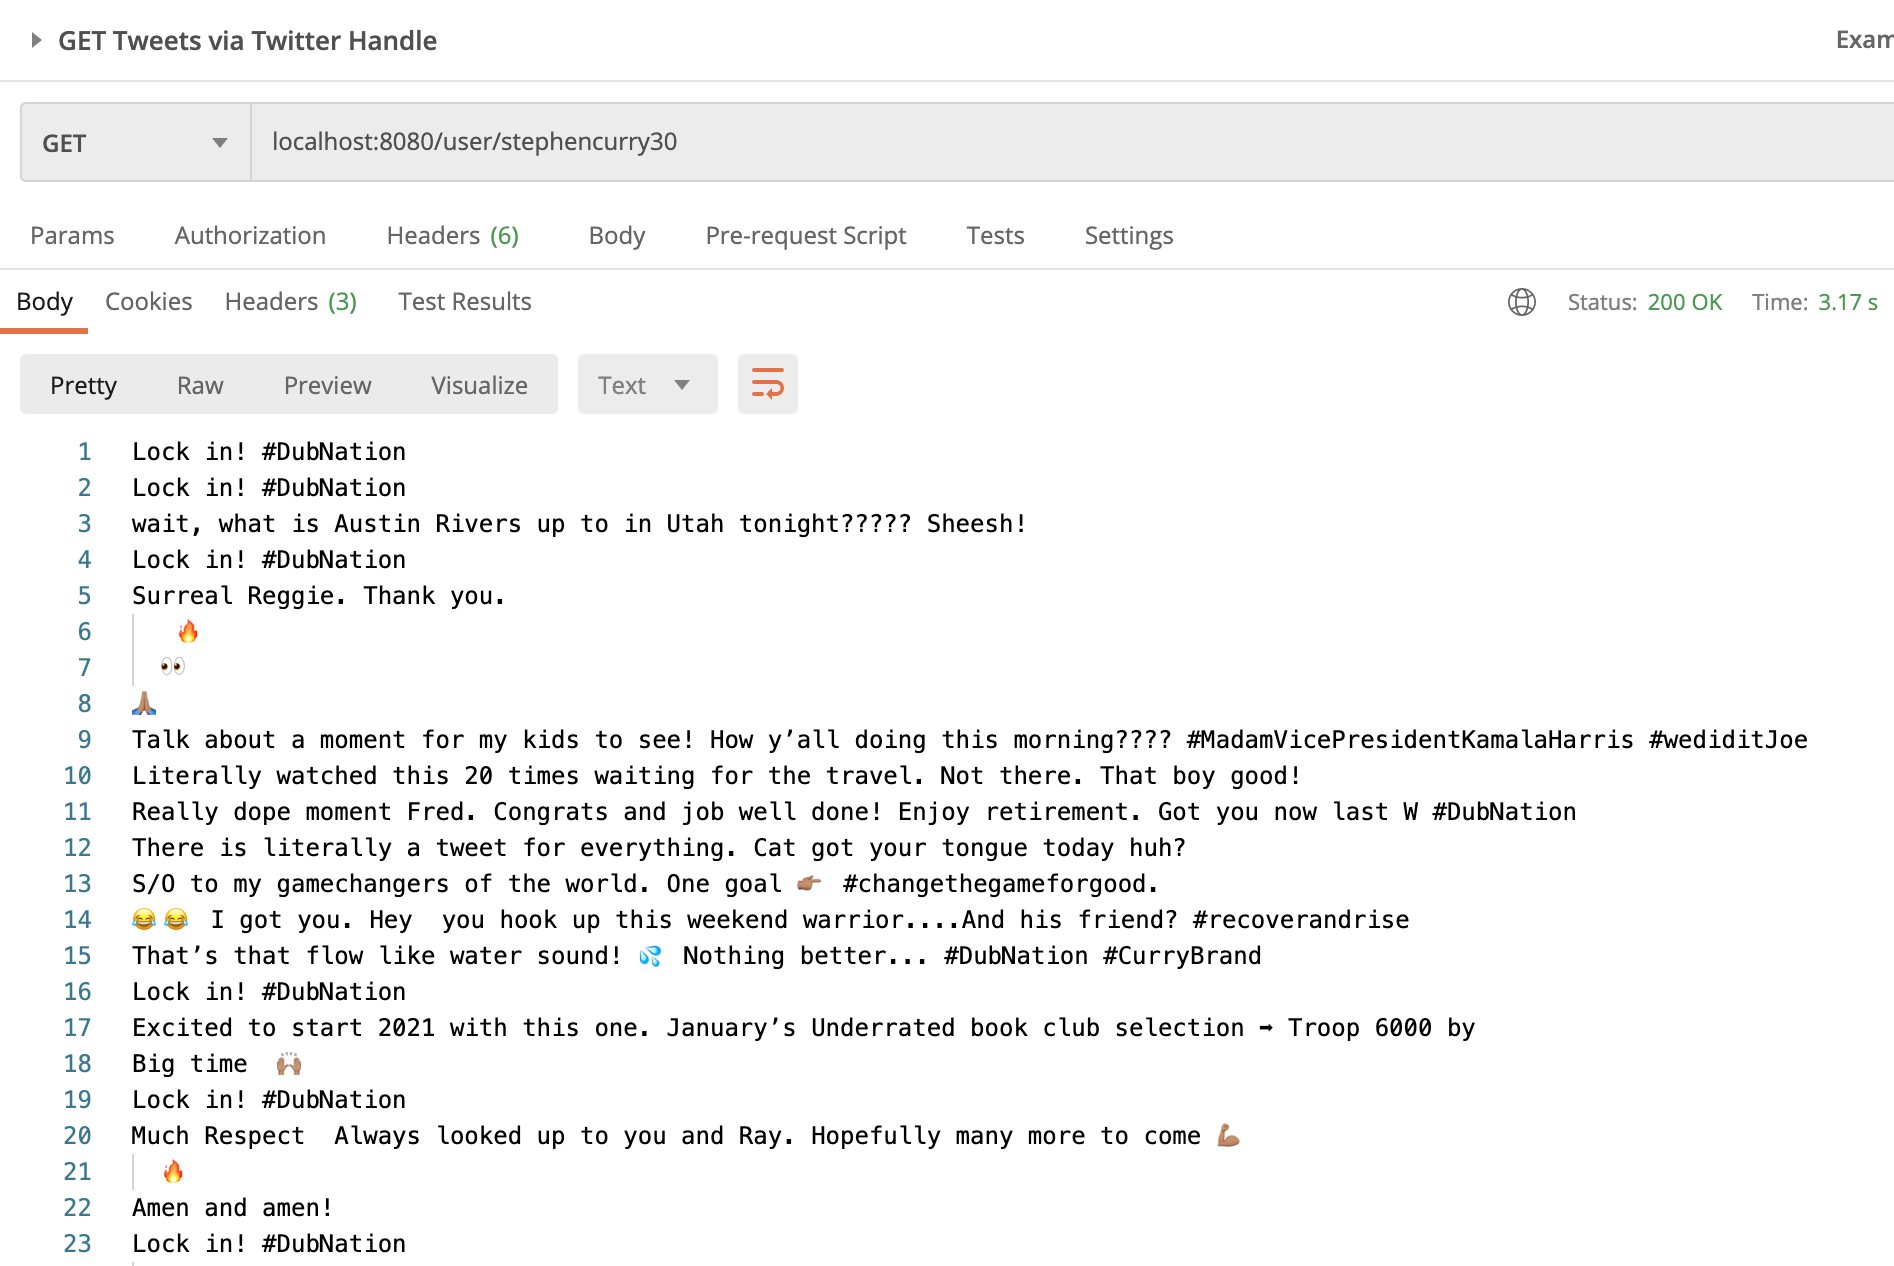 GET Tweets via Twitter Handle
Exam
GET
localhost:8080/user/stephencurry30
Params Authorization Headers (6) Body Pre-request Script Tests Settings
Body Cookies Headers (3) Test Results Status: 200 OK Time: 3.17 s
Pretty Raw Preview Visualize Text
1 Lock in! #DubNation
2 Lock in! #DubNation
3 wait, what is Austin Rivers up to in Utah tonight????? Sheesh!
4 Lock in! #DubNation
5 Surreal Reggie. Thank you.
6 🔥
7 👀
8 🙏🏽
9 Talk about a moment for my kids to see! How y’all doing this morning???? #MadamVicePresidentKamalaHarris #wediditJoe
10 Literally watched this 20 times waiting for the travel. Not there. That boy good!
11 Really dope moment Fred. Congrats and job well done! Enjoy retirement. Got you now last W #DubNation
12 There is literally a tweet for everything. Cat got your tongue today huh?
13 S/O to my gamechangers of the world. One goal 👉🏽 #changethegameforgood.
14 😂😂 I got you. Hey  you hook up this weekend warrior....And his friend? #recoverandrise
15 That’s that flow like water sound! 💦 Nothing better... #DubNation #CurryBrand
16 Lock in! #DubNation
17 Excited to start 2021 with this one. January’s Underrated book club selection ➡ Troop 6000 by
18 Big time  🙌🏽
19 Lock in! #DubNation
20 Much Respect  Always looked up to you and Ray. Hopefully many more to come 💪🏽
21 🔥
22 Amen and amen!
23 Lock in! #DubNation